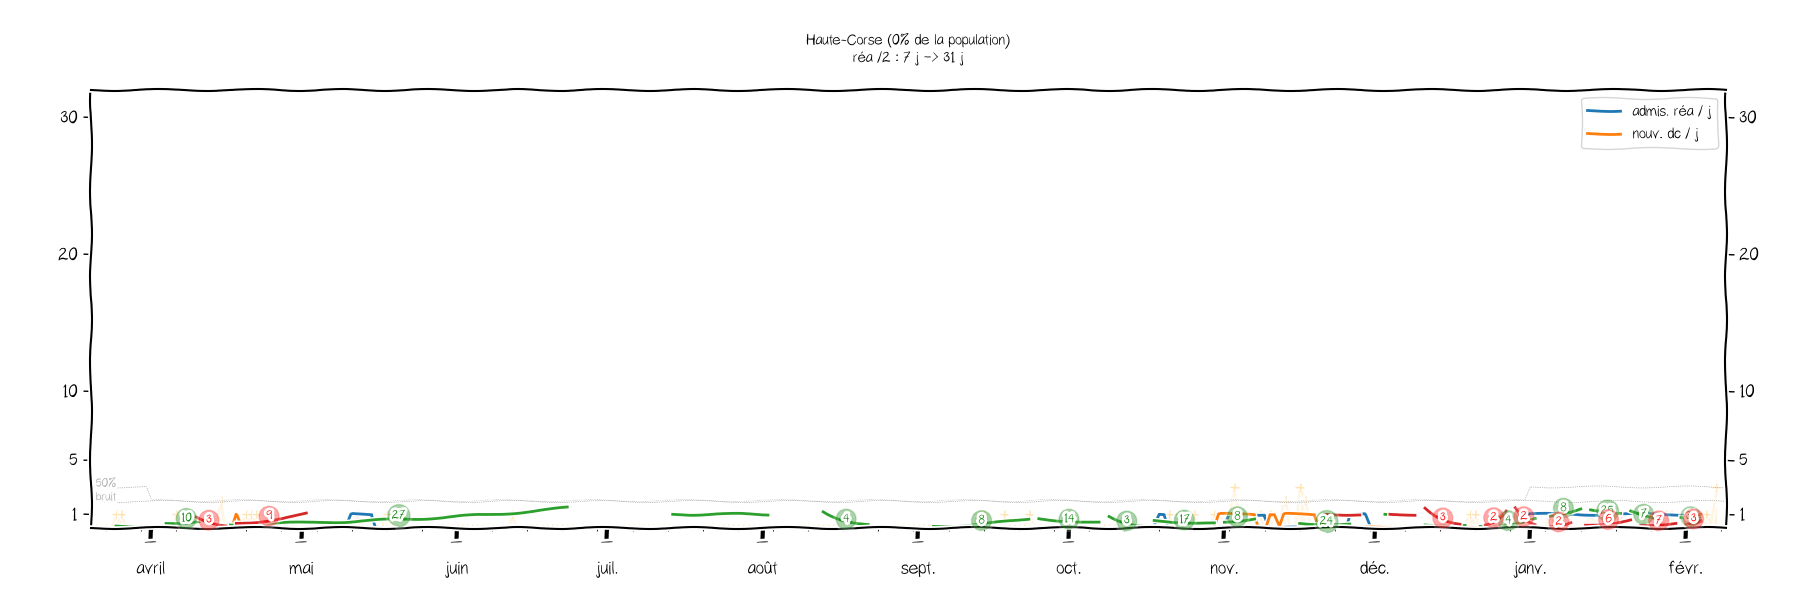 Haute-Corse (0% de la population)
réa /2 : 7 j -> 31 j
30
20
10
5
1
50%
bruit
admis. réa / j
nouv. dc / j
30
20
10
5
1
10
3
9
27
4
8
14
3
17
8
24
3
2
4
2
2
8
6
7
7
3
avril
mai
juin
juil.
août
sept.
oct.
nov.
déc.
janv.
févr.